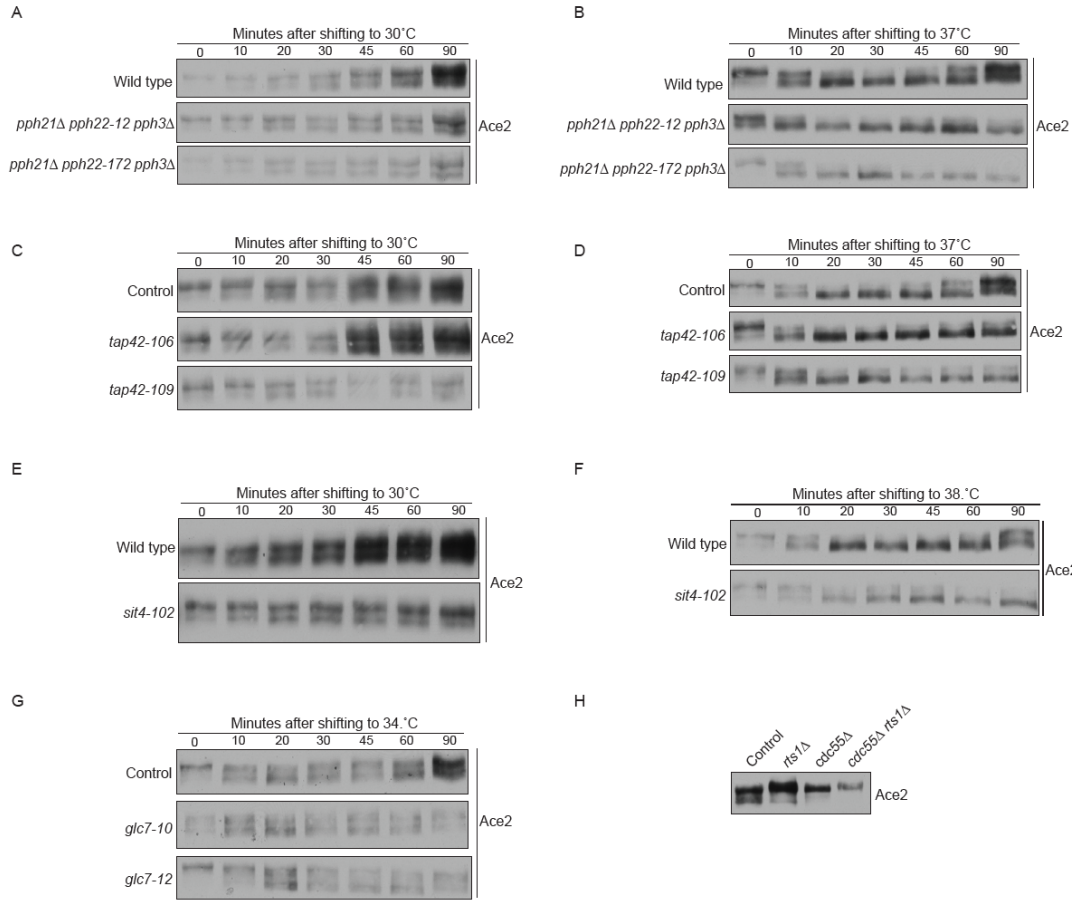 A
Minutes after shifting to 30˚C
0 10 20 30 45 60 90
Wild type
pph21Δ pph22-12 pph3Δ
Ace2
pph21Δ pph22-172 pph3Δ
B
Minutes after shifting to 37˚C
0 10 20 30 45 60 90
Wild type
pph21Δ pph22-12 pph3Δ
Ace2
pph21Δ pph22-172 pph3Δ
C
Minutes after shifting to 30˚C
0 10 20 30 45 60 90
Control
tap42-106
Ace2
tap42-109
D
Minutes after shifting to 37˚C
0 10 20 30 45 60 90
Control
tap42-106
Ace2
tap42-109
E
Minutes after shifting to 30˚C
0 10 20 30 45 60 90
Wild type
Ace2
sit4-102
F
Minutes after shifting to 38.˚C
0 10 20 30 45 60 90
Wild type
Ace2
sit4-102
G
Minutes after shifting to 34.˚C
0 10 20 30 45 60 90
Control
glc7-10
Ace2
glc7-12
H
Control rts1Δ cdc55Δ cdc55Δ rts1Δ
Ace2